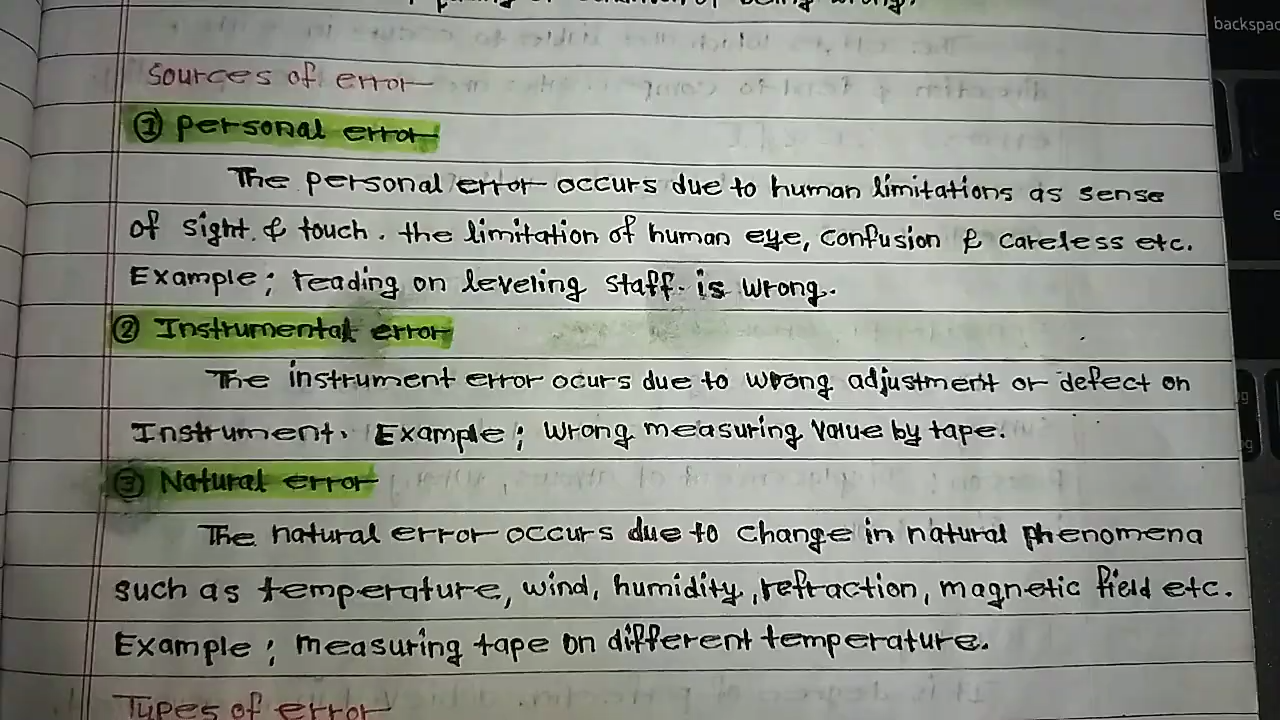 of being wrong.
backspac
Sources of error
① personal error
The personal error occurs due to human limitations as sense
of sight. & touch. the limitation of human eye, confusion & careless etc.
Example; reading on leveling staff. is wrong.
② Instrumental error
The instrument error ocurs due to wrong adjustment or defect on
Instrument. Example; wrong measuring value by tape.
③ Natural error
The natural error occurs due to change in natural phenomena
such as temperature, wind, humidity, refraction, magnetic field etc.
Example; measuring tape on different temperature.
Types of error